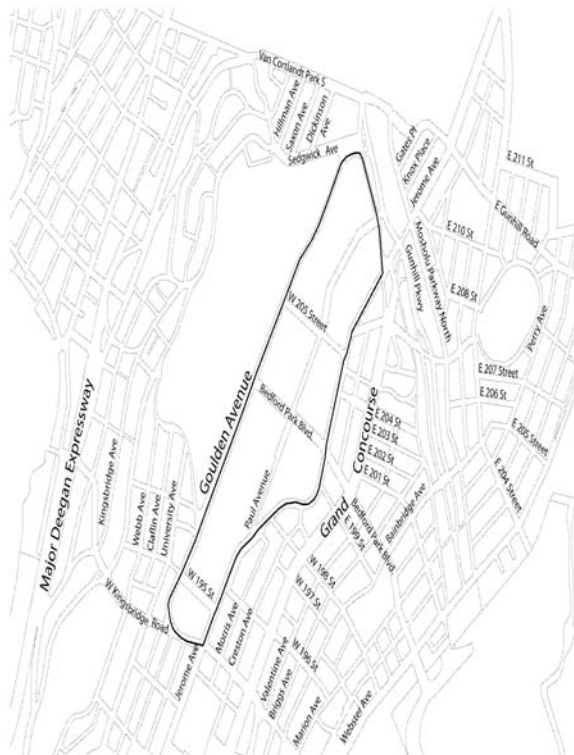 Van Cortlandt Park S
Hillman Ave
Saxon Ave
Dickinson
Ave
Sedgwick Ave
Gates Pl
Knox Place
Jerome Ave
E 211 St
E Gunhill Road
E 210 St
Mosholu Parkway North
Gunhill Pkwy
E 208 St
Perry Ave
W 205 Street
E 207 Street
E 206 St
Goulden Avenue
Bedford Park Blvd.
Concourse
E 204 St
E 203 St
E 202 St
E 201 St
E 205 Street
E 204 Street
Major Deegan Expressway
Kingsbridge Ave
Webb Ave
Claflin Ave
University Ave
Paul Avenue
Grand
E 199 St
Bedford Park Blvd.
Bainbridge Ave
W 198 St
W 197 St
W 195 St
W Kingsbridge Road
Morris Ave
Creston Ave
W 196 St
Jerome Ave
Valentine Ave
Briggs Ave
Marion Ave
Webster Ave